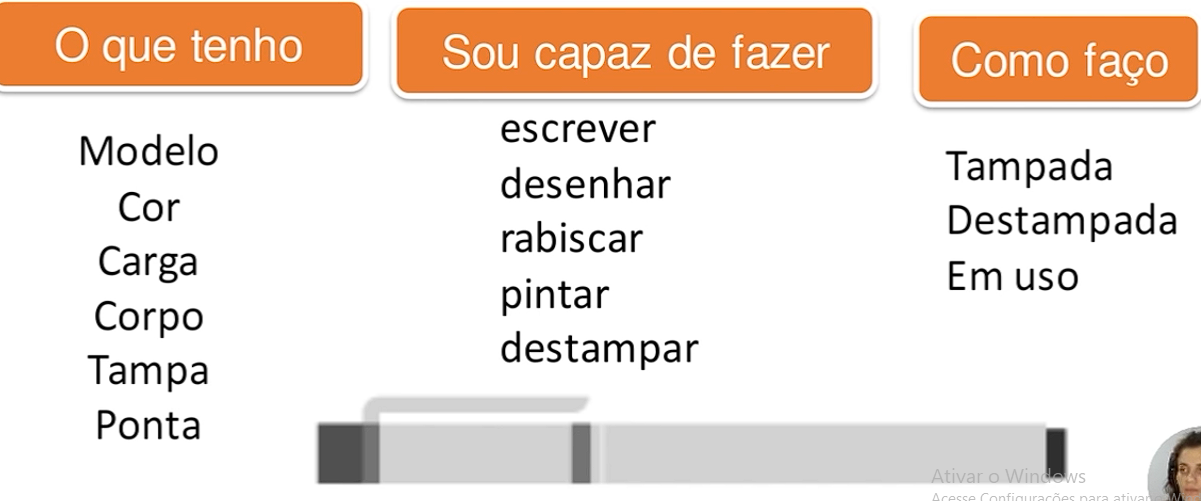 O que tenho
Modelo
Cor
Carga
Corpo
Tampa
Ponta
Sou capaz de fazer
escrever
desenhar
rabiscar
pintar
destampar
Como faço
Tampada
Destampada
Em uso
Ativar o Windows
Acesse Configurações para ativar